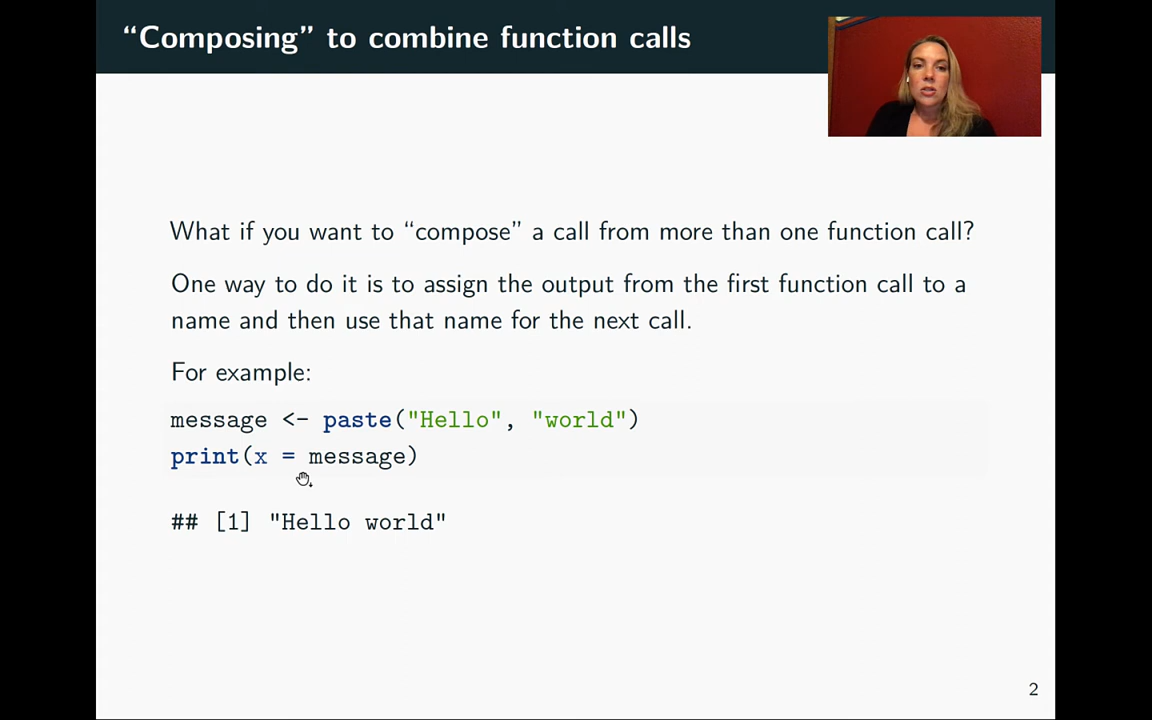 “Composing” to combine function calls
What if you want to “compose” a call from more than one function call?
One way to do it is to assign the output from the first function call to a
name and then use that name for the next call.
For example:
message <- paste("Hello", "world")
print(x = message)
## [1] "Hello world"
2